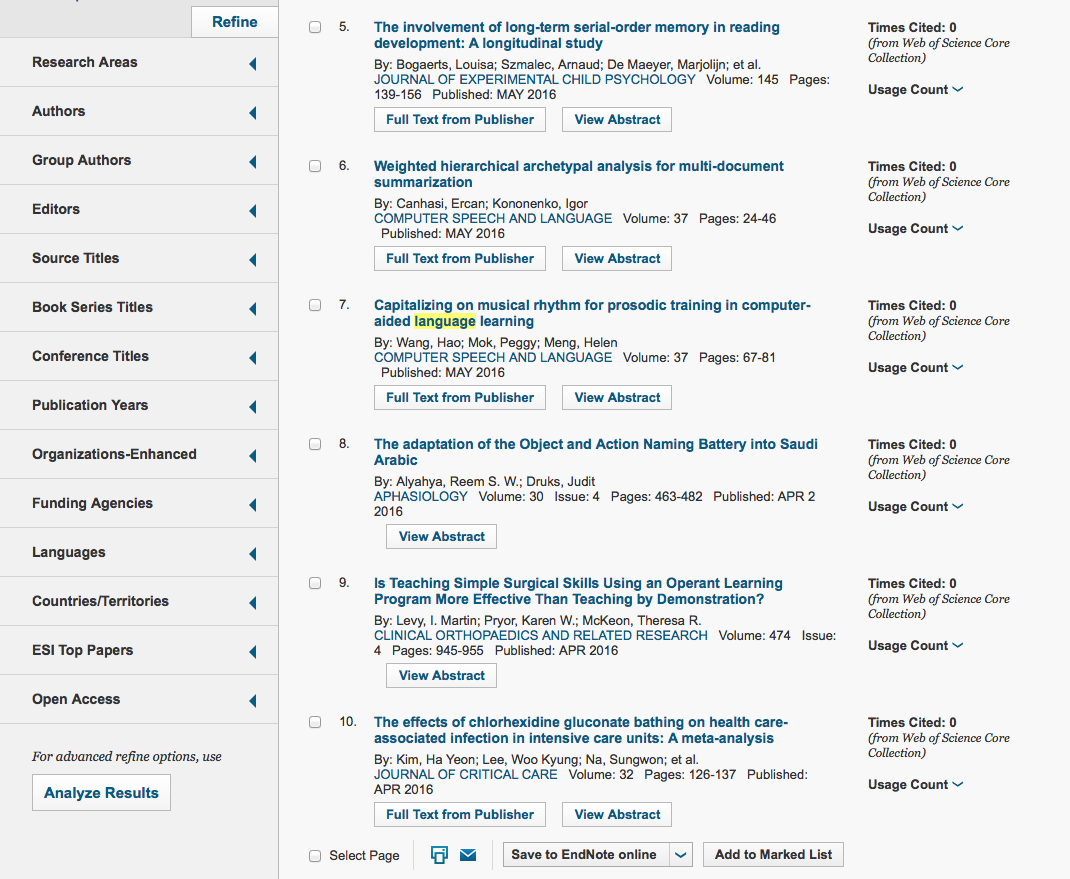 Refine
Research Areas
Authors
Group Authors
Editors
Source Titles
Book Series Titles
Conference Titles
Publication Years
Organizations-Enhanced
Funding Agencies
Languages
Countries/Territories
ESI Top Papers
Open Access
For advanced refine options, use
Analyze Results
5. The involvement of long-term serial-order memory in reading
development: A longitudinal study
By: Bogaerts, Louisa; Szmalec, Arnaud; De Maeyer, Marjolijn; et al.
JOURNAL OF EXPERIMENTAL CHILD PSYCHOLOGY Volume: 145 Pages:
139-156 Published: MAY 2016
Full Text from Publisher View Abstract
Times Cited: 0
(from Web of Science Core
Collection)
Usage Count
6. Weighted hierarchical archetypal analysis for multi-document
summarization
By: Canhasi, Ercan; Kononenko, Igor
COMPUTER SPEECH AND LANGUAGE Volume: 37 Pages: 24-46
Published: MAY 2016
Full Text from Publisher View Abstract
Times Cited: 0
(from Web of Science Core
Collection)
Usage Count
7. Capitalizing on musical rhythm for prosodic training in computer-
aided language learning
By: Wang, Hao; Mok, Peggy; Meng, Helen
COMPUTER SPEECH AND LANGUAGE Volume: 37 Pages: 67-81
Published: MAY 2016
Full Text from Publisher View Abstract
Times Cited: 0
(from Web of Science Core
Collection)
Usage Count
8. The adaptation of the Object and Action Naming Battery into Saudi
Arabic
By: Alyahya, Reem S. W.; Druks, Judit
APHASIOLOGY Volume: 30 Issue: 4 Pages: 463-482 Published: APR 2
2016
View Abstract
Times Cited: 0
(from Web of Science Core
Collection)
Usage Count
9. Is Teaching Simple Surgical Skills Using an Operant Learning
Program More Effective Than Teaching by Demonstration?
By: Levy, I. Martin; Pryor, Karen W.; McKeon, Theresa R.
CLINICAL ORTHOPAEDICS AND RELATED RESEARCH Volume: 474 Issue:
4 Pages: 945-955 Published: APR 2016
View Abstract
Times Cited: 0
(from Web of Science Core
Collection)
Usage Count
10. The effects of chlorhexidine gluconate bathing on health care-
associated infection in intensive care units: A meta-analysis
By: Kim, Ha Yeon; Lee, Woo Kyung; Na, Sungwon; et al.
JOURNAL OF CRITICAL CARE Volume: 32 Pages: 126-137 Published:
APR 2016
Full Text from Publisher View Abstract
Times Cited: 0
(from Web of Science Core
Collection)
Usage Count
Select Page Save to EndNote online Add to Marked List